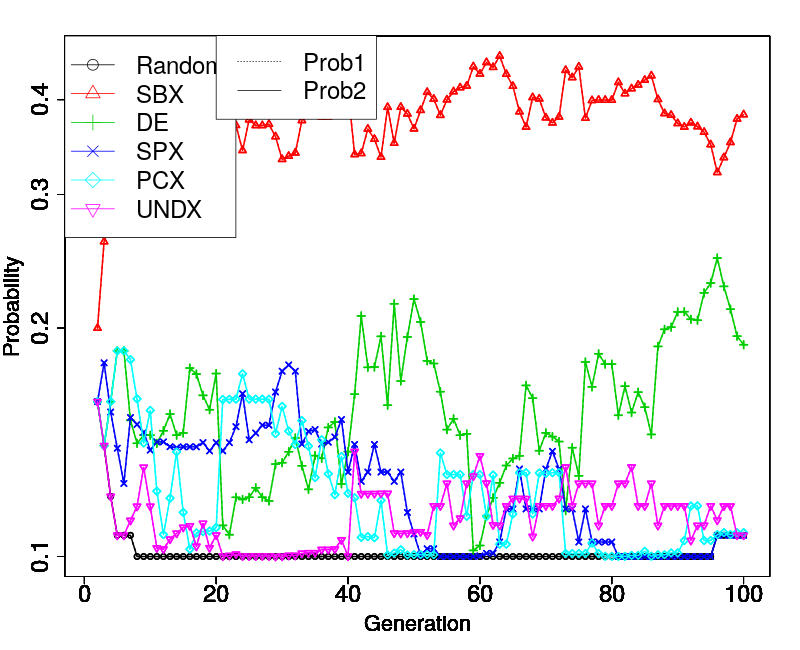 Random
SBX
DE
SPX
PCX
UNDX
Prob1
Prob2
0.4
0.3
0.2
0.1
Probability
0 20 40 60 80 100
Generation